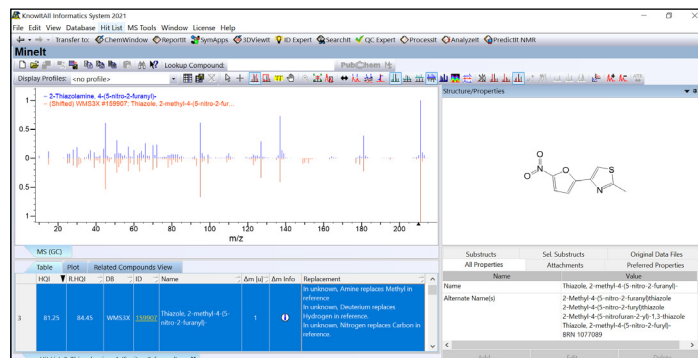 KnowItAll Informatics System 2021
File Edit View Database Hit List MS Tools Window License Help
Transfer to: ChemWindow ReportIt SymApps 3DViewIt ID Expert SearchIt QC Expert ProcessIt AnalyzeIt PredictIt NMR
MineIt
Lookup Compound: PubChem
Display Profiles: <no profile>
Structure/Properties
2-Thiazolamine, 4-(5-nitro-2-furanyl)-
(Shifted) WMS3X #159907; Thiazole, 2-methyl-4-(5-nitro-2-fur...
1
0.5
0
0.5
1
20 40 60 80 100 120 140 160 180 200
m/z
O
N
O
O
S
N
MS (GC)
Table Plot Related Compounds View
HQI R.HQI DB ID Name Δm [u] Δm Info Replacement
3 81.25 84.45 WMS3X 159907 Thiazole, 2-methyl-4-(5-nitro-2-furanyl)- 1
In unknown, Amine replaces Methyl in
reference
In unknown, Deuterium replaces
Hydrogen in reference.
In unknown, Nitrogen replaces Carbon in
reference.
Substructs Sel. Substructs Original Data Files
All Properties Attachments Preferred Properties
Name Value
Name Thiazole, 2-methyl-4-(5-nitro-2-furanyl)-
Alternate Name(s) 2-Methyl-4-(5-nitro-2-furanyl)thiazole
2-Methyl-4-(5-nitro-2-furyl)thiazole
2-methyl-4-(5-nitrofuran-2-yl)-1,3-thiazole
Thiazole, 2-methyl-4-(5-nitro-2-furyl)-
BRN 1077089
Add Edit